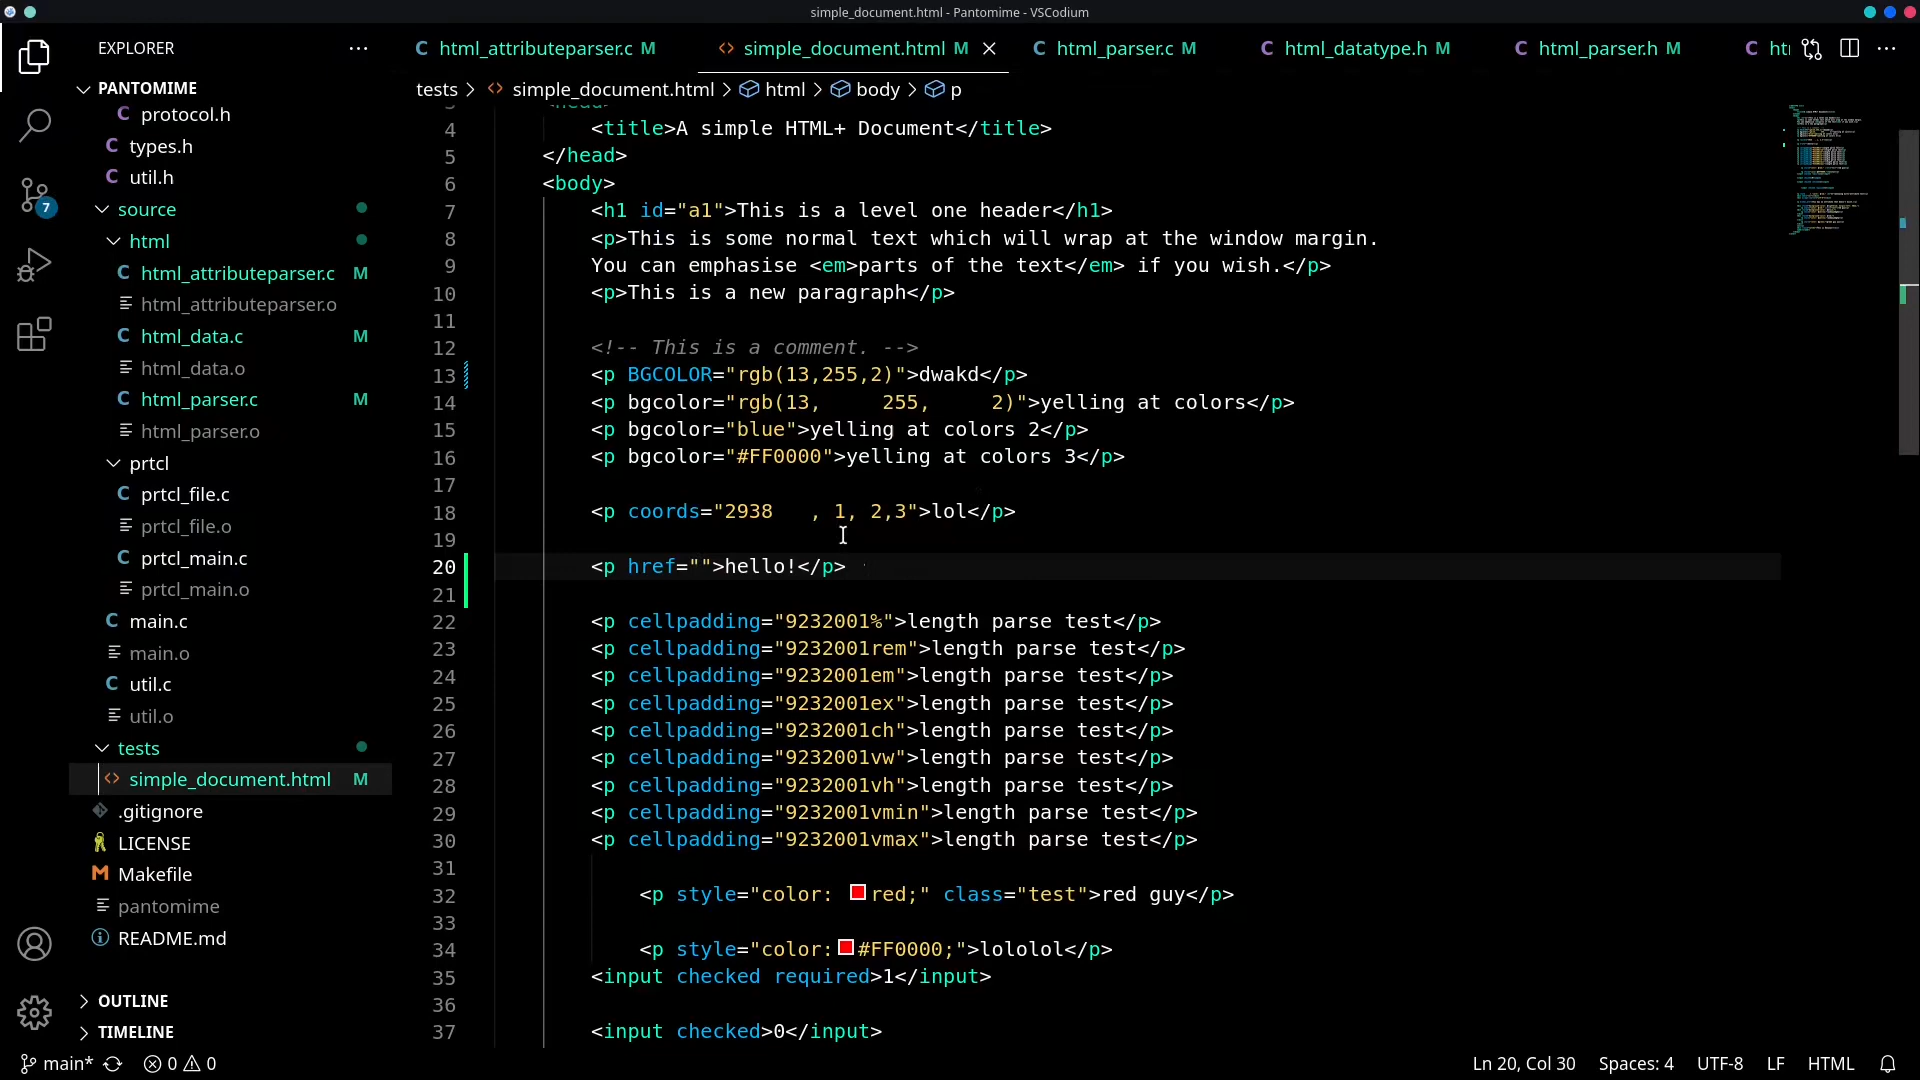 simple_document.html - Pantomime - VSCodium
EXPLORER
html_attributeparser.c M
simple_document.html M
html_parser.c M
html_datatype.h M
html_parser.h M
PANTOMIME
tests > simple_document.html > html > body > p
protocol.h
types.h
util.h
source
html
html_attributeparser.c M
html_attributeparser.o
html_data.c M
html_data.o
html_parser.c M
html_parser.o
prtcl
prtcl_file.c
prtcl_file.o
prtcl_main.c
prtcl_main.o
main.c
main.o
util.c
util.o
tests
simple_document.html M
.gitignore
LICENSE
Makefile
pantomime
README.md
OUTLINE
TIMELINE
7
4 <title>A simple HTML+ Document</title>
5 </head>
6 <body>
7 <h1 id="a1">This is a level one header</h1>
8 <p>This is some normal text which will wrap at the window margin.
9 You can emphasise <em>parts of the text</em> if you wish.</p>
10 <p>This is a new paragraph</p>
11
12 <!-- This is a comment. -->
13 <p BGCOLOR="rgb(13,255,2)">dwakd</p>
14 <p bgcolor="rgb(13,     255,     2)">yelling at colors</p>
15 <p bgcolor="blue">yelling at colors 2</p>
16 <p bgcolor="#FF0000">yelling at colors 3</p>
17
18 <p coords="2938   , 1, 2,3">lol</p>
19
20 <p href="">hello!</p>
21
22 <p cellpadding="9232001%">length parse test</p>
23 <p cellpadding="9232001rem">length parse test</p>
24 <p cellpadding="9232001em">length parse test</p>
25 <p cellpadding="9232001ex">length parse test</p>
26 <p cellpadding="9232001ch">length parse test</p>
27 <p cellpadding="9232001vw">length parse test</p>
28 <p cellpadding="9232001vh">length parse test</p>
29 <p cellpadding="9232001vmin">length parse test</p>
30 <p cellpadding="9232001vmax">length parse test</p>
31
32 <p style="color: red;" class="test">red guy</p>
33
34 <p style="color:#FF0000;">lololol</p>
35 <input checked required>1</input>
36
37 <input checked>0</input>
main* 0 0
Ln 20, Col 30 Spaces: 4 UTF-8 LF HTML